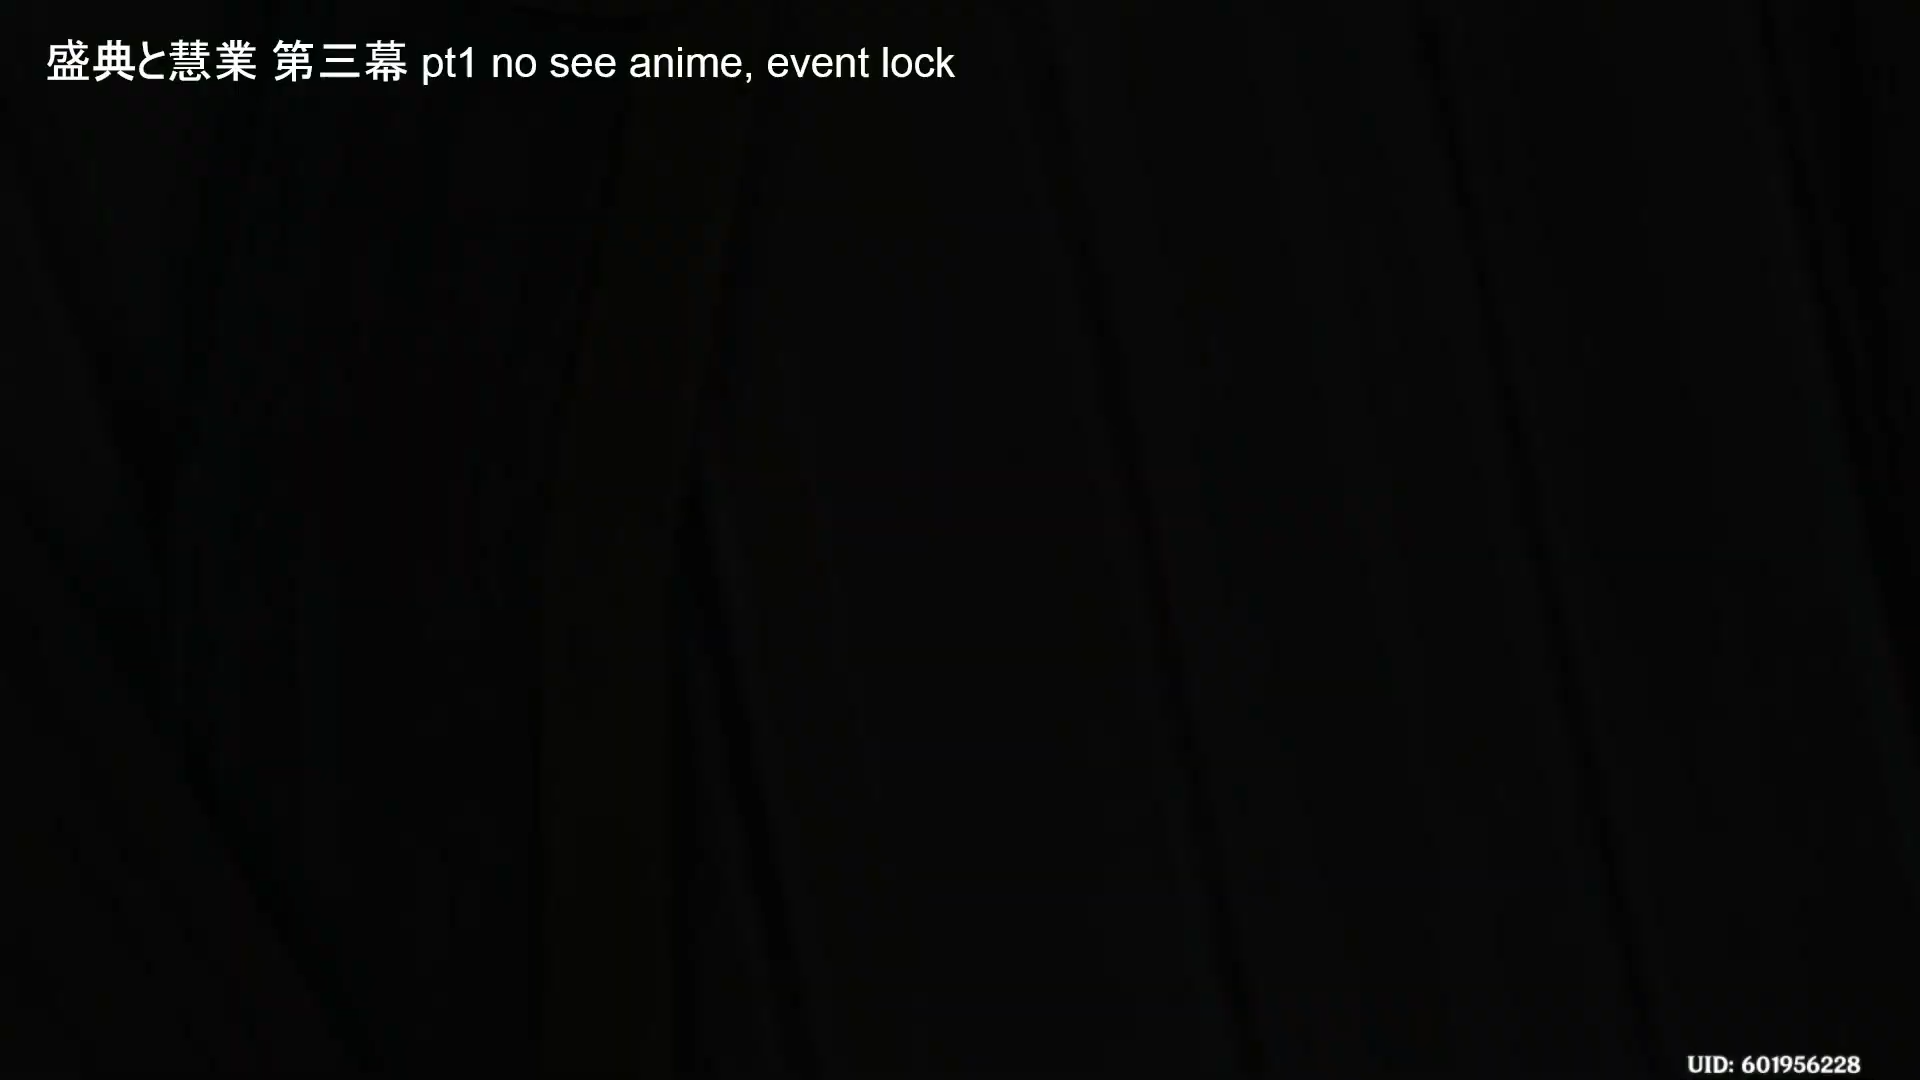 盛典と慧業 第三幕 pt1 no see anime, event lock
UID: 601956228